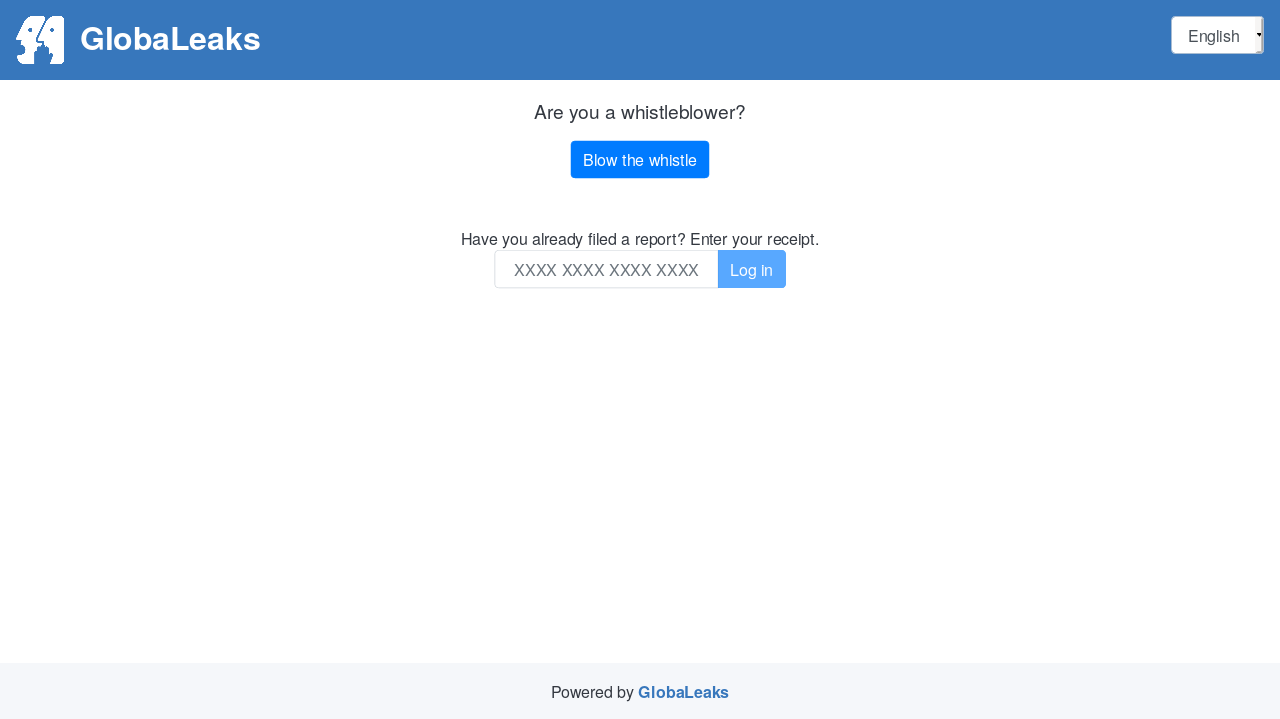 GlobaLeaks
English
Are you a whistleblower?
Blow the whistle
Have you already filed a report? Enter your receipt.
XXXX XXXX XXXX XXXX
Log in
Powered by GlobaLeaks